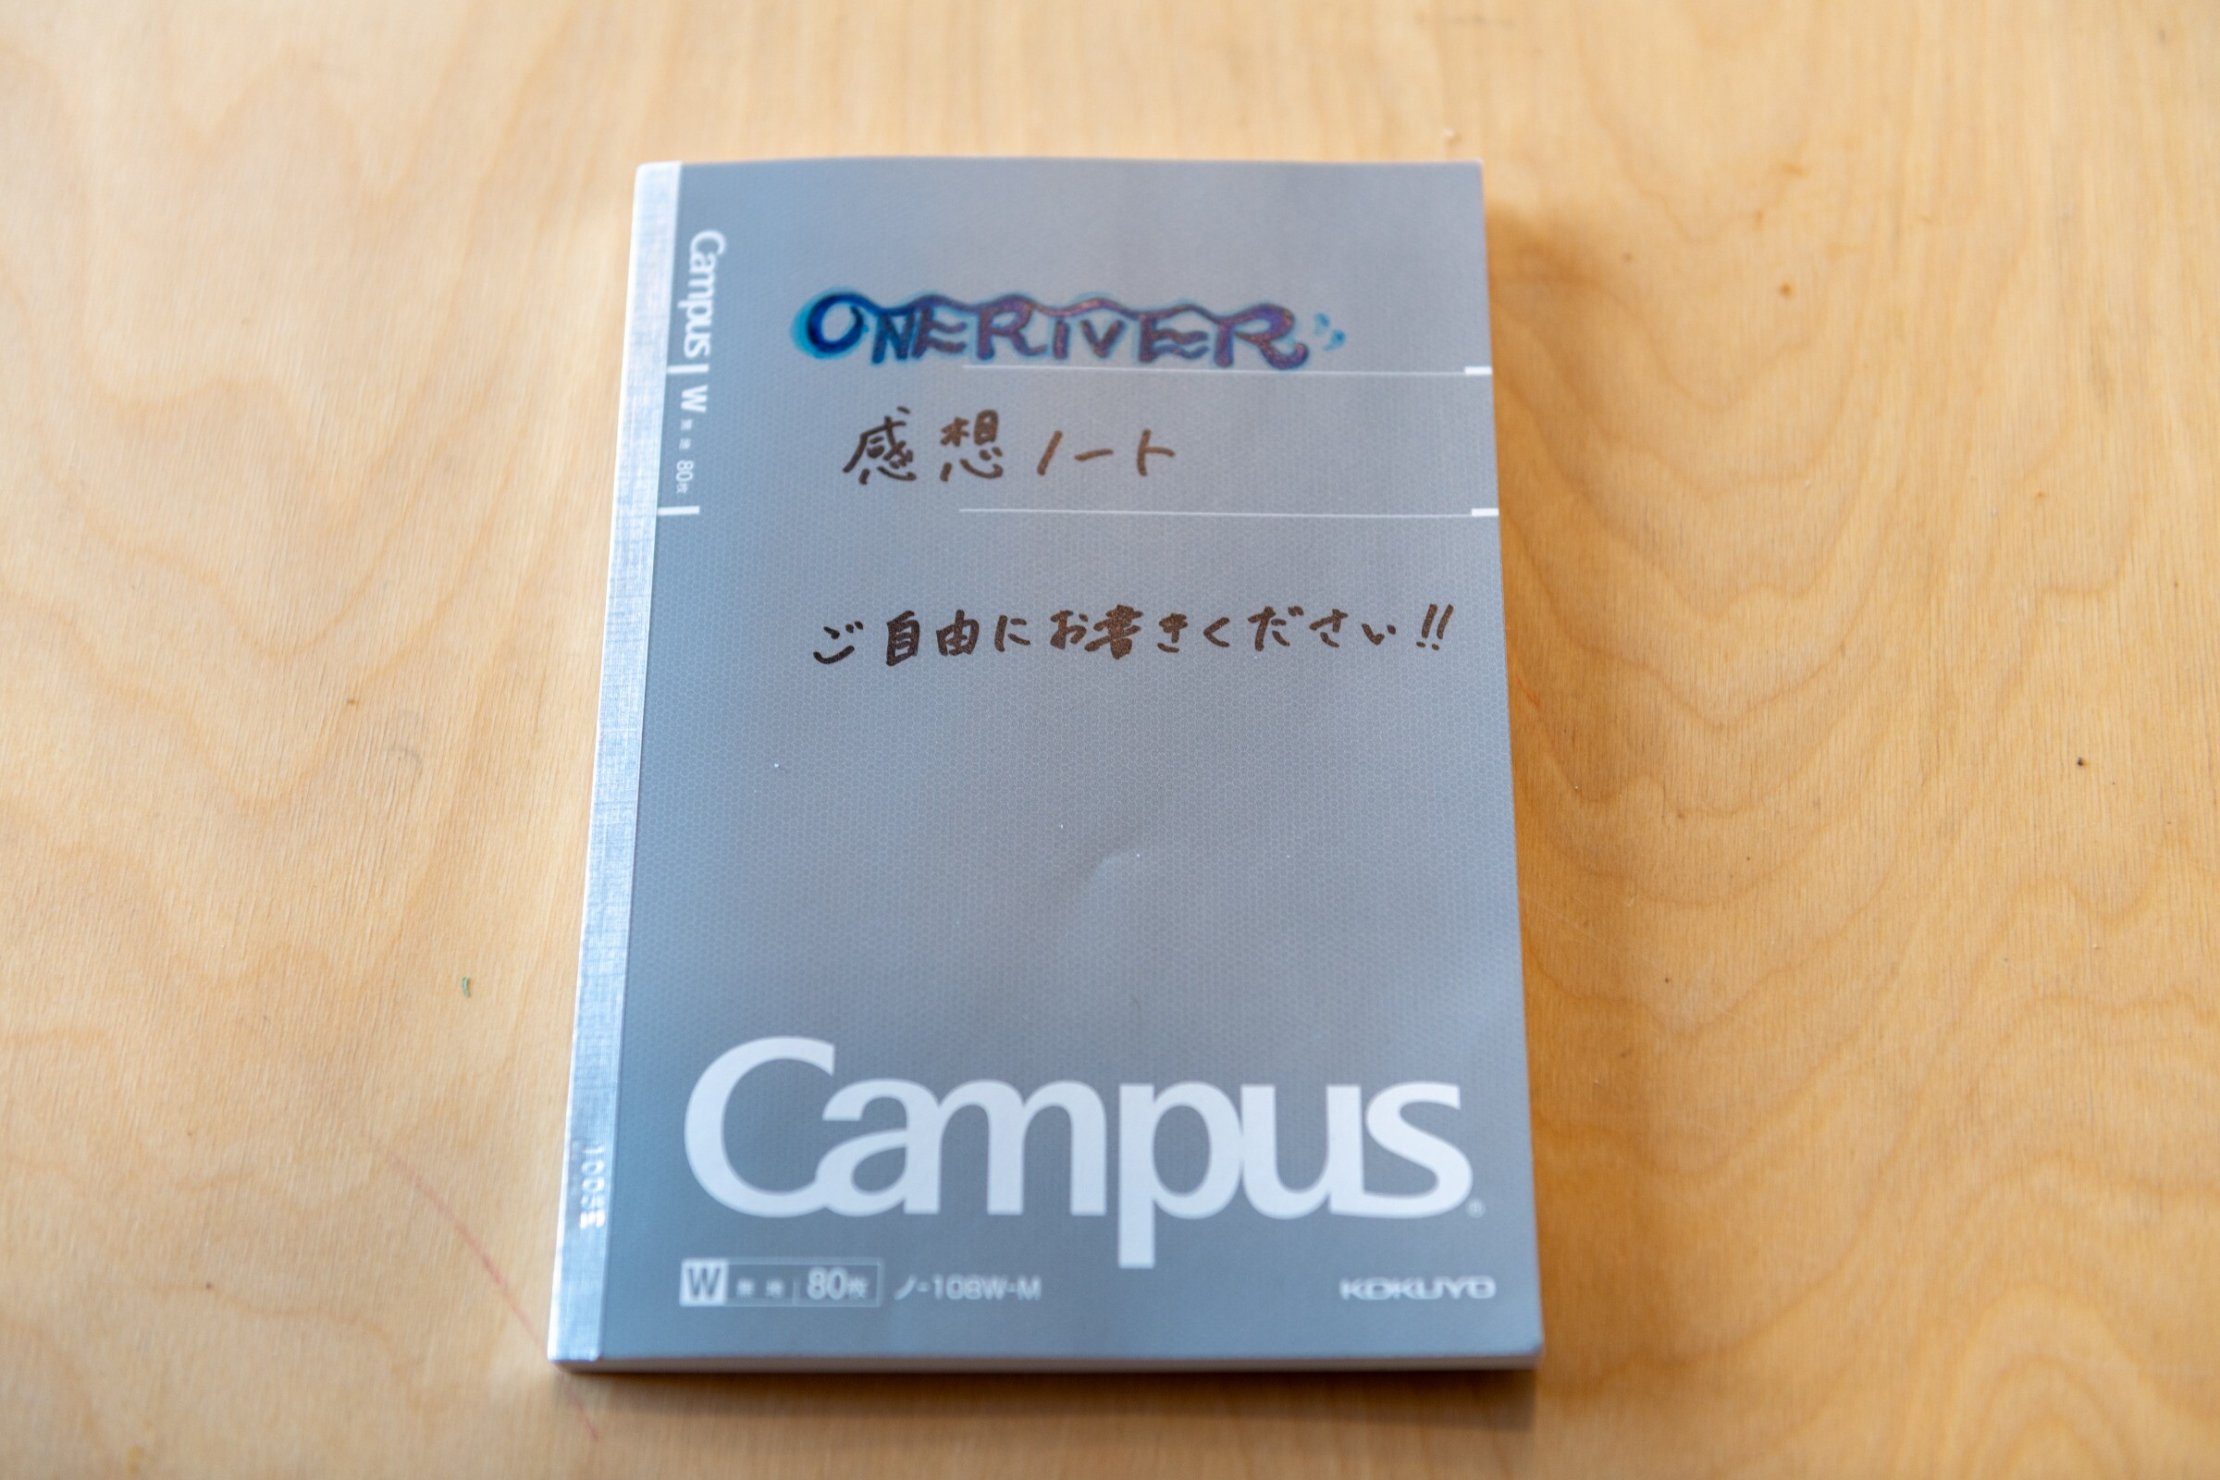 ONERIVER
感想ノート
ご自由にお書きください!!
Campus
W 無地 80枚 ノ-108W-M
KOKUYO
Campus W 無地 80枚